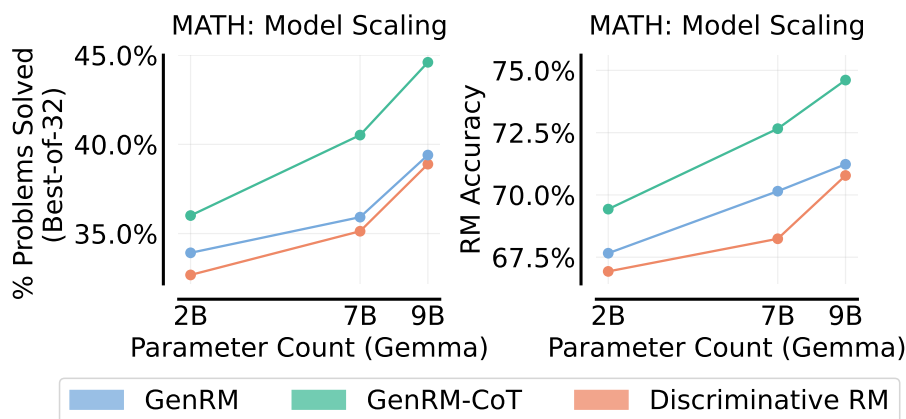 MATH: Model Scaling
% Problems Solved
(Best-of-32)
45.0%
40.0%
35.0%
2B
7B
9B
Parameter Count (Gemma)
MATH: Model Scaling
RM Accuracy
75.0%
72.5%
70.0%
67.5%
2B
7B
9B
Parameter Count (Gemma)
GenRM
GenRM-CoT
Discriminative RM